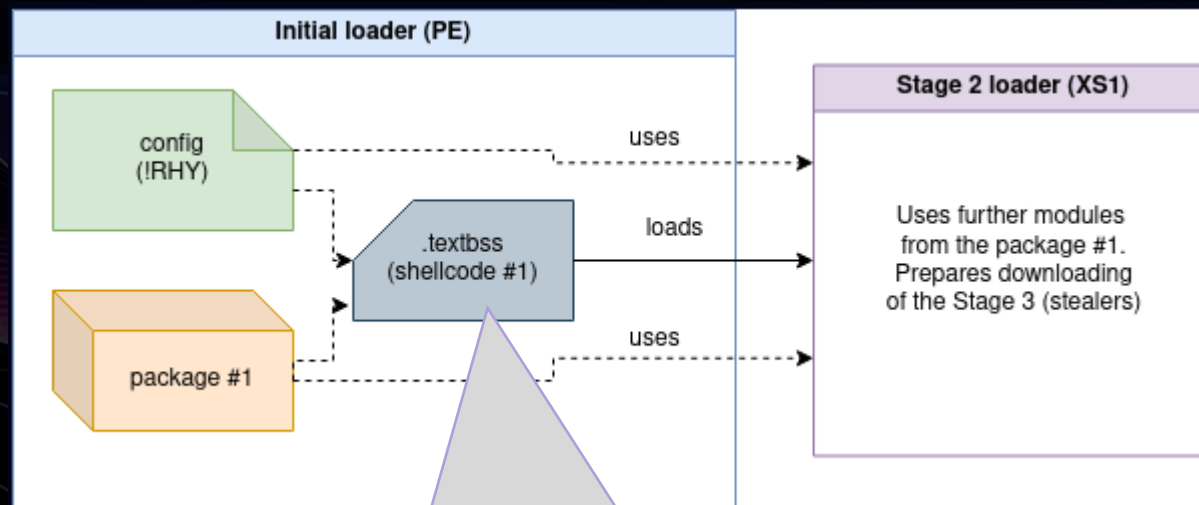 Initial loader (PE)
Stage 2 loader (XS1)
config
(!RHY)
uses
.textbss
(shellcode #1)
loads
Uses further modules
from the package #1.
Prepares downloading
of the Stage 3 (stealers)
package #1
uses